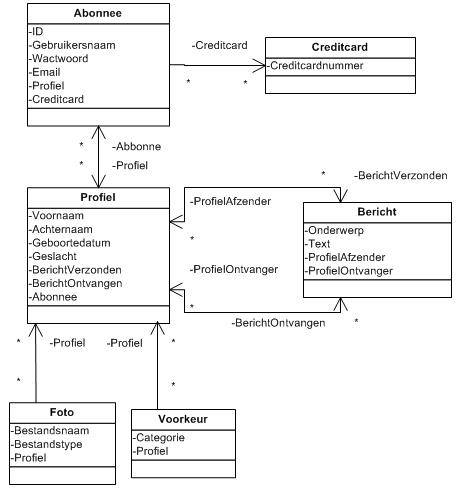 Abonnee
-ID
-Gebruikersnaam
-Wactwoord
-Email
-Profiel
-Creditcard
-Creditcard
*
*
Creditcard
-Creditcardnummer
*
-Abbonne
*
-Profiel
Profiel
-Voornaam
-Achternaam
-Geboortedatum
-Geslacht
-BerichtVerzonden
-BerichtOntvangen
-Abonnee
*
-BerichtVerzonden
-ProfielAfzender
*
-ProfielOntvanger
*
-BerichtOntvangen
*
Bericht
-Onderwerp
-Text
-ProfielAfzender
-ProfielOntvanger
*
-Profiel
-Profiel
*
*
*
Foto
-Bestandsnaam
-Bestandstype
-Profiel
Voorkeur
-Categorie
-Profiel